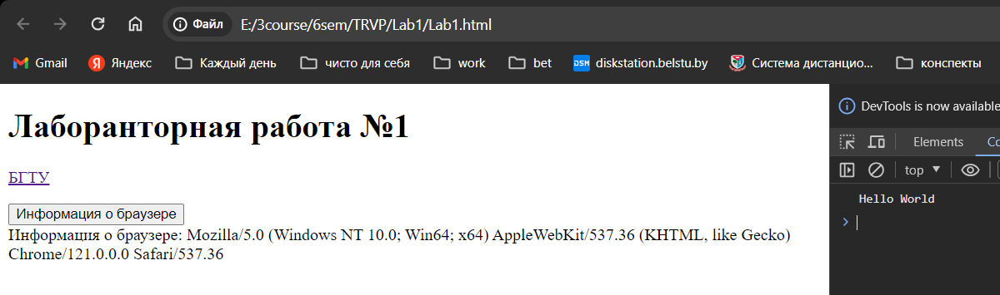 Файл E:/3course/6sem/TRVP/Lab1/Lab1.html
Gmail Яндекс Каждый день чисто для себя work bet DSM diskstation.belstu.by Система дистанцио... конспекты
Лаборанторная работа №1
БГТУ
Информация о браузере
Информация о браузере: Mozilla/5.0 (Windows NT 10.0; Win64; x64) AppleWebKit/537.36 (KHTML, like Gecko)
Chrome/121.0.0.0 Safari/537.36
DevTools is now available
Elements Co
top
Hello World